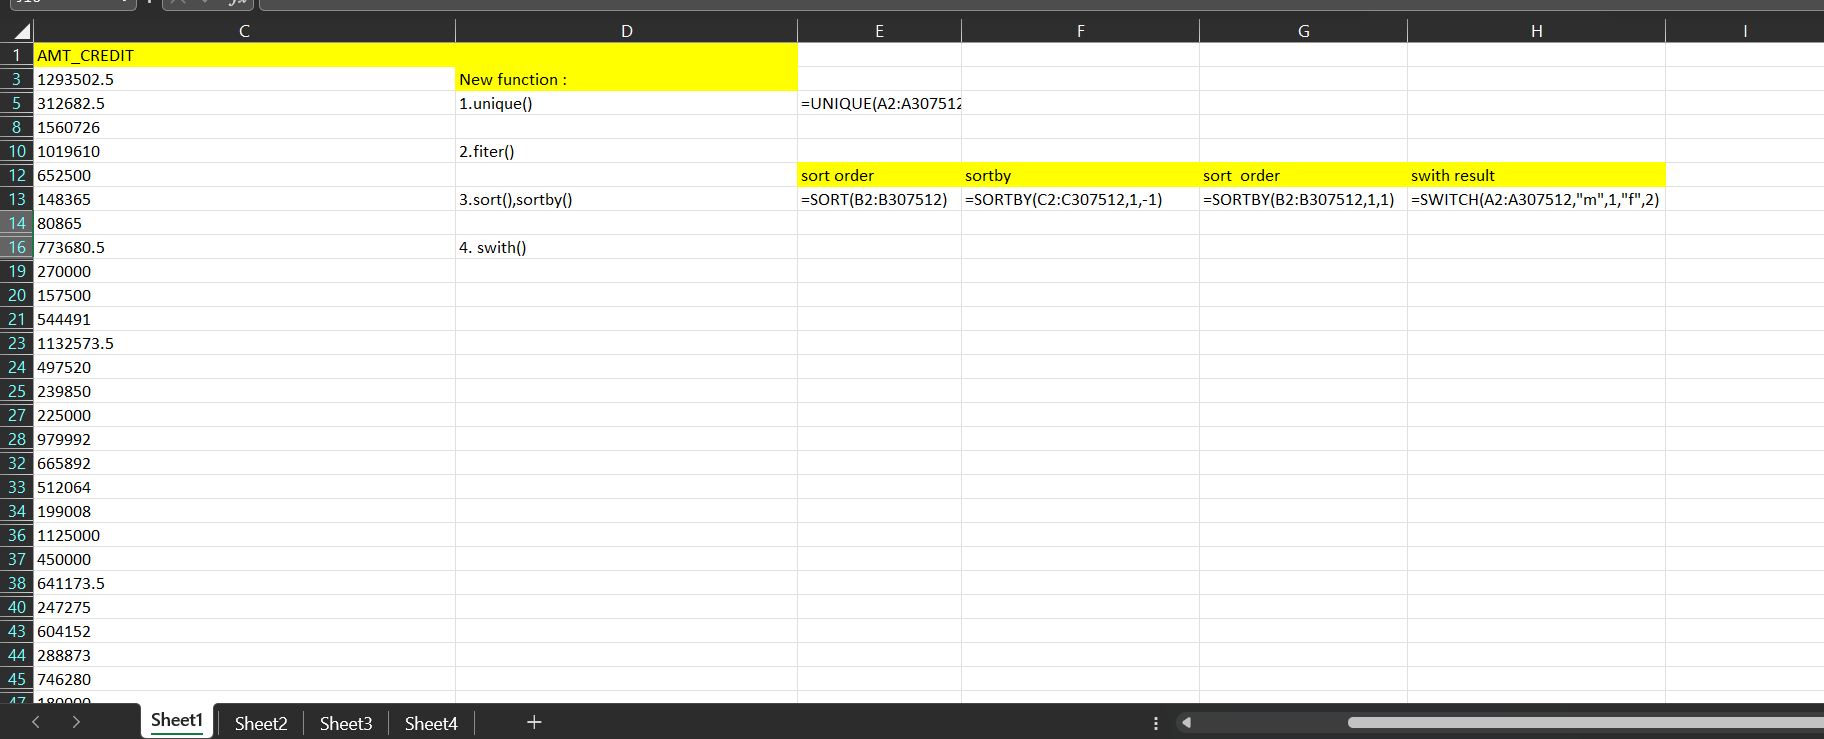 C D E F G H I
1 AMT_CREDIT
3 1293502.5 New function :
5 312682.5 1.unique() =UNIQUE(A2:A307512
8 1560726
10 1019610 2.fiter()
12 652500 sort order sortby sort  order swith result
13 148365 3.sort(),sortby() =SORT(B2:B307512) =SORTBY(C2:C307512,1,-1) =SORTBY(B2:B307512,1,1) =SWITCH(A2:A307512,"m",1,"f",2)
14 80865
16 773680.5 4. swith()
19 270000
20 157500
21 544491
23 1132573.5
24 497520
25 239850
27 225000
28 979992
32 665892
33 512064
34 199008
36 1125000
37 450000
38 641173.5
40 247275
43 604152
44 288873
45 746280
47 180000
Sheet1 Sheet2 Sheet3 Sheet4